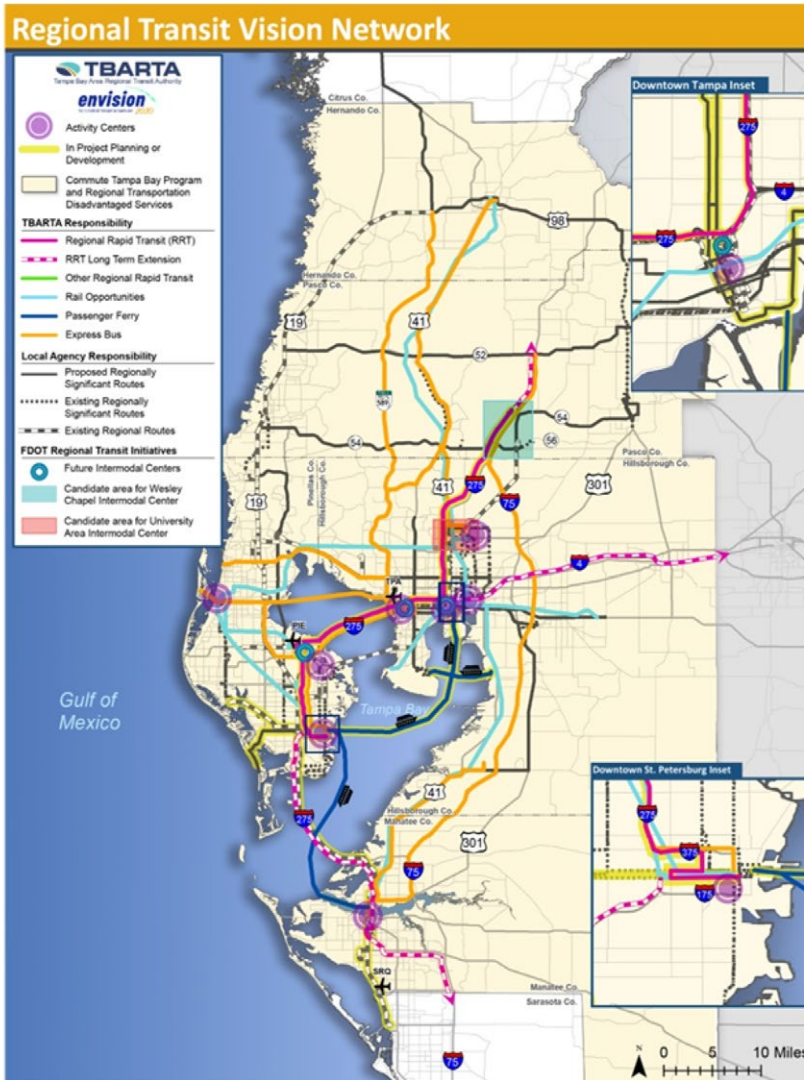 Regional Transit Vision Network
TBARTA
Tampa Bay Area Regional Transit Authority
envision
2030
Activity Centers
In Project Planning or
Development
Commute Tampa Bay Program
and Regional Transportation
Disadvantaged Services
TBARTA Responsibility
Regional Rapid Transit (RRT)
RRT Long Term Extension
Other Regional Rapid Transit
Rail Opportunities
Passenger Ferry
Express Bus
Local Agency Responsibility
Proposed Regionally
Significant Routes
Existing Regionally
Significant Routes
Existing Regional Routes
FDOT Regional Transit Initiatives
Future Intermodal Centers
Candidate area for Wesley
Chapel Intermodal Center
Candidate area for University
Area Intermodal Center
Citrus Co.
Hernando Co.
98
Hernando Co.
Pasco Co.
19
41
52
589
54
54
56
Pasco Co.
Hillsborough Co.
301
275
41
75
19
Pinellas Co.
Hillsborough Co.
4
TPA
PIE
275
Gulf of
Mexico
Tampa Bay
41
Hillsborough Co.
Manatee Co.
275
301
75
SRQ
Manatee Co.
Sarasota Co.
75
Downtown Tampa Inset
275
4
275
Downtown St. Petersburg Inset
275
375
175
N
0 5 10 Miles